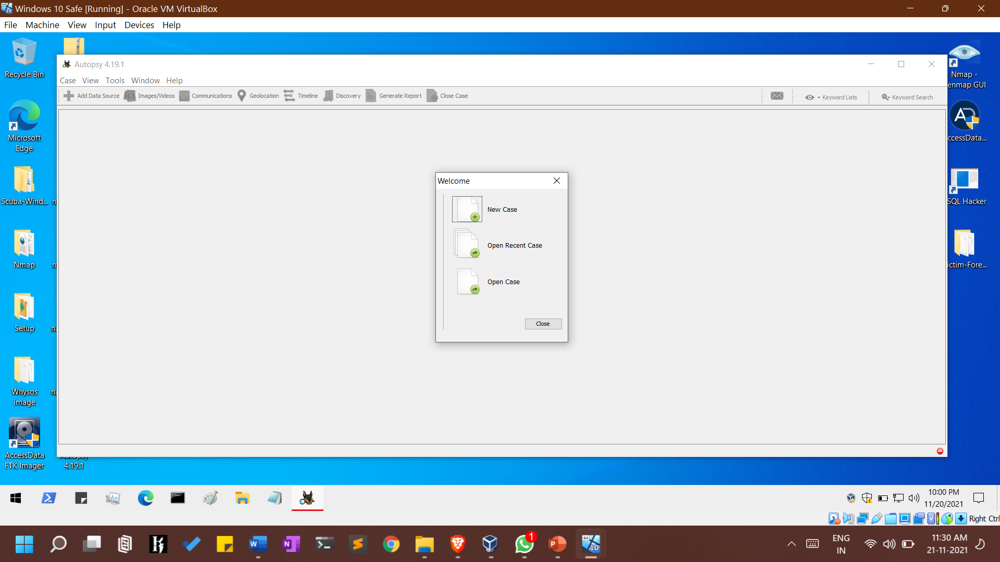 Windows 10 Safe [Running] - Oracle VM VirtualBox
File Machine View Input Devices Help
Recycle Bin
Autopsy 4.19.1
Case View Tools Window Help
Add Data Source Images/Videos Communications Geolocation Timeline Discovery Generate Report Close Case Keyword Lists Keyword Search
Nmap -
enmap GUI
Microsoft
Edge
ccessData...
Welcome
New Case
Open Recent Case
Open Case
Close
Scuba-Wind...
SQL Hacker
Nmap
ictim-Fore...
Setup
Whysos
image
AccessData
FTK Imager
Autopsy
4.19.1
10:00 PM
11/20/2021
Right Ctrl
1
64
10
ENG
IN
11:30 AM
21-11-2021